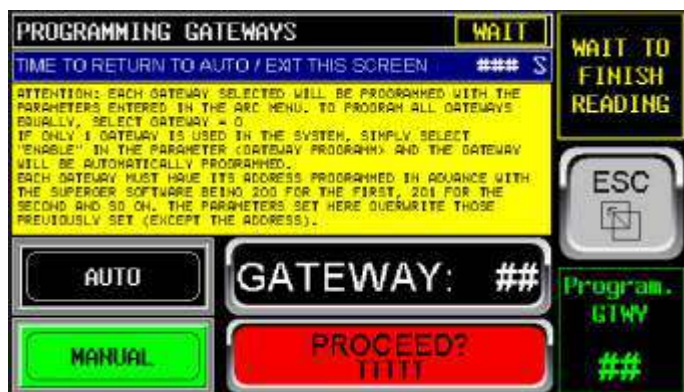 PROGRAMMING GATEWAYS
WAIT
TIME TO RETURN TO AUTO / EXIT THIS SCREEN
### S
WAIT TO
FINISH
READING
ATTENTION: EACH GATEWAY SELECTED WILL BE PROGRAMMED WITH THE
PARAMETERS ENTERED IN THE ARC MENU. TO PROGRAM ALL GATEWAYS
EQUALLY, SELECT GATEWAY = 0
IF ONLY 1 GATEWAY IS USED IN THE SYSTEM, SIMPLY SELECT
"ENABLE" IN THE PARAMETER (GATEWAY PROGRAMM) AND THE GATEWAY
WILL BE AUTOMATICALLY PROGRAMMED.
EACH GATEWAY MUST HAVE ITS ADDRESS PROGRAMMED IN ADVANCE WITH
THE SUPERGER SOFTWARE BEING 200 FOR THE FIRST, 201 FOR THE
SECOND AND SO ON. THE PARAMETERS SET HERE OVERWRITE THOSE
PREVIOUSLY SET (EXCEPT THE ADDRESS).
ESC
AUTO
GATEWAY: ##
Program.
GTWY
##
MANUAL
PROCEED?
TTTTT